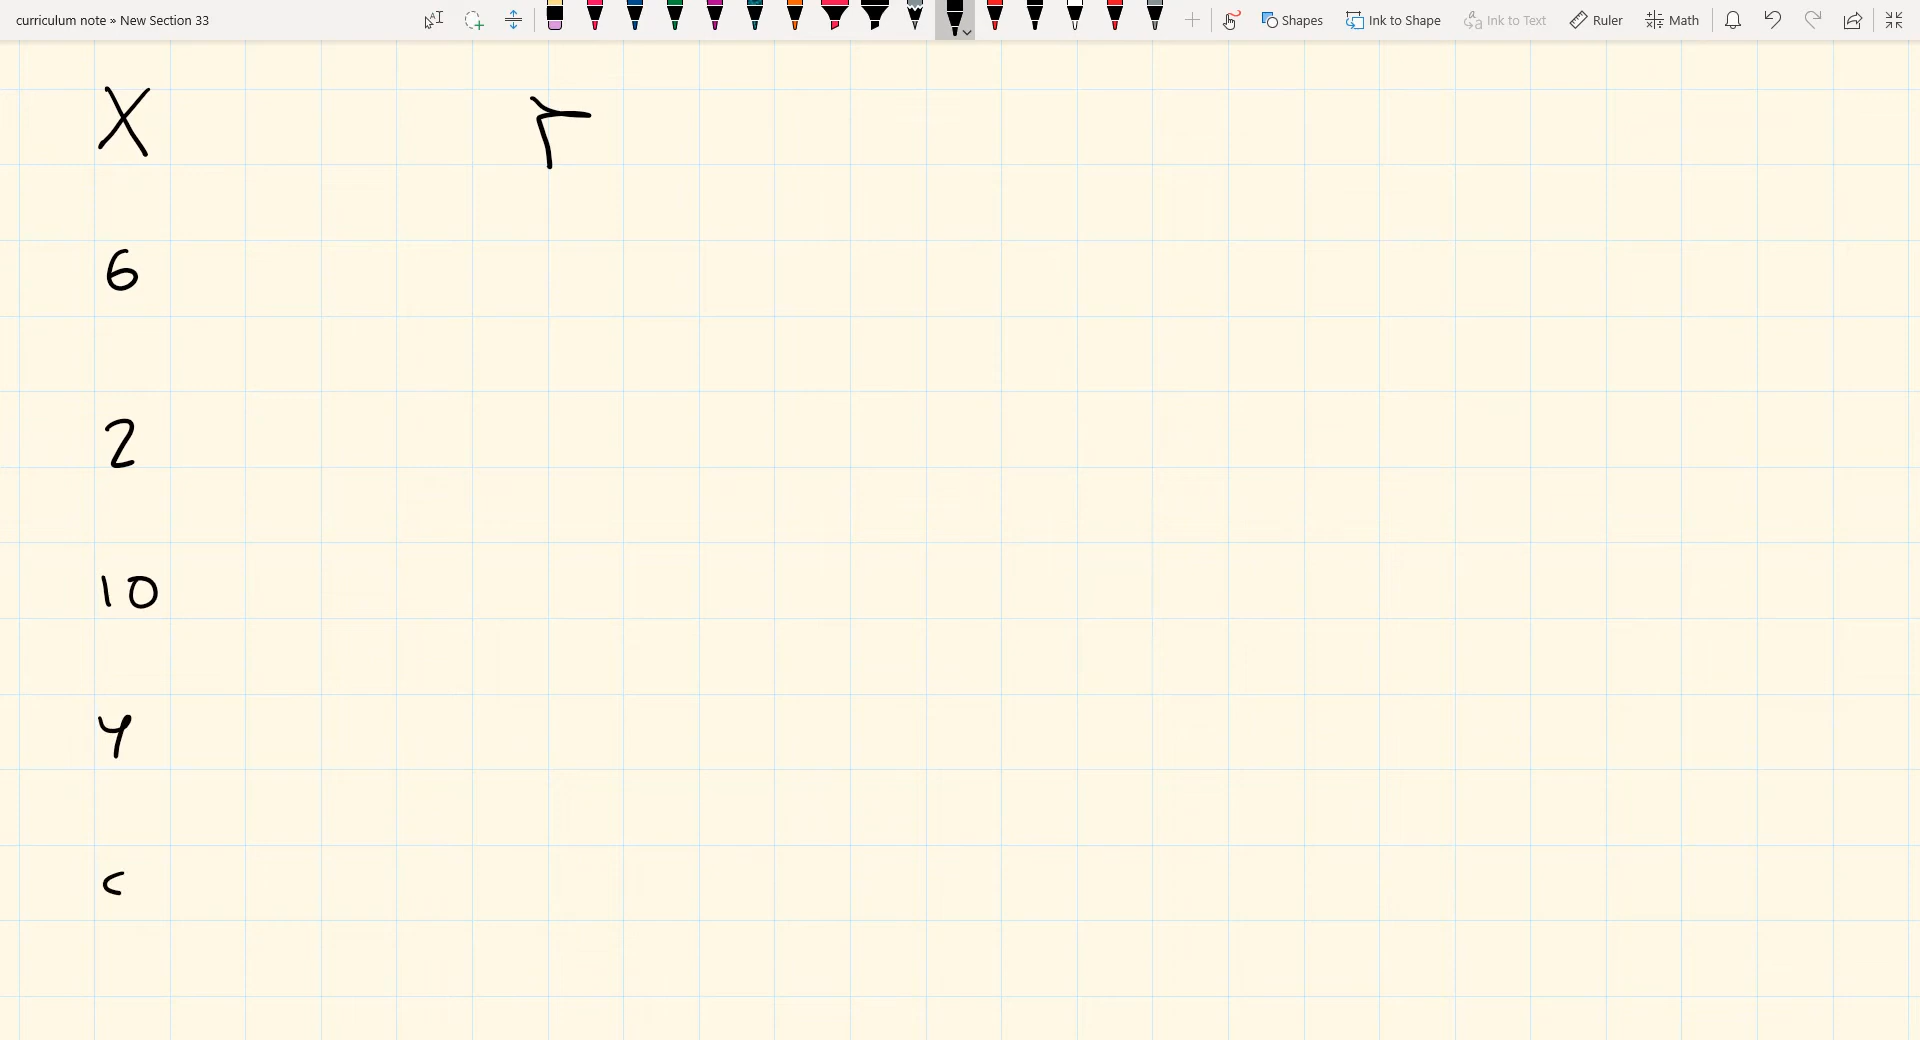 curriculum note » New Section 33 Shapes Ink to Shape Ink to Text Ruler Math
X
6
2
10
4